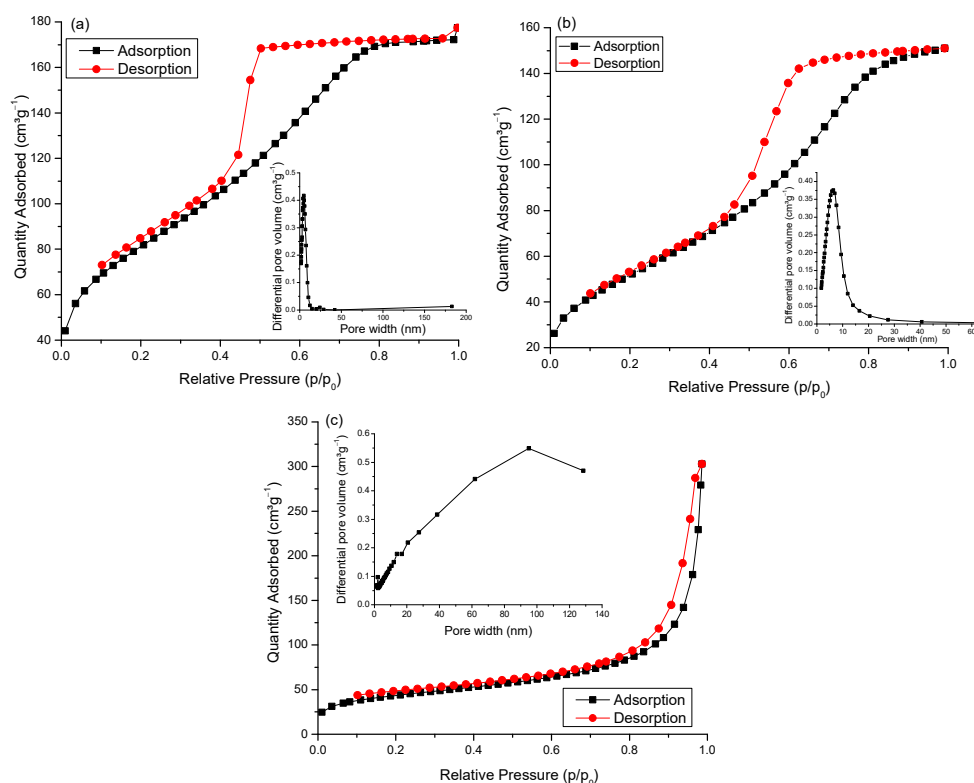 (a)
Adsorption
Desorption
Quantity Adsorbed (cm³g⁻¹)
180
160
140
120
100
80
60
40
0.0 0.2 0.4 0.6 0.8 1.0
Relative Pressure (p/p₀)
Differential pore volume (cm³g⁻¹)
0.5
0.4
0.3
0.2
0.1
0.0
0 50 100 150 200
Pore width (nm)
(b)
Adsorption
Desorption
Quantity Adsorbed (cm³g⁻¹)
160
140
120
100
80
60
40
20
0.0 0.2 0.4 0.6 0.8 1.0
Relative Pressure (p/p₀)
Differential pore volume (cm³g⁻¹)
0.40
0.35
0.30
0.25
0.20
0.15
0.10
0.05
0.00
0 10 20 30 40 50 60
Pore width (nm)
(c)
Quantity Adsorbed (cm³g⁻¹)
350
300
250
200
150
100
50
0
0.0 0.2 0.4 0.6 0.8 1.0
Relative Pressure (p/p₀)
Differential pore volume (cm³g⁻¹)
0.6
0.5
0.4
0.3
0.2
0.1
0.0
0 20 40 60 80 100 120 140
Pore width (nm)
Adsorption
Desorption